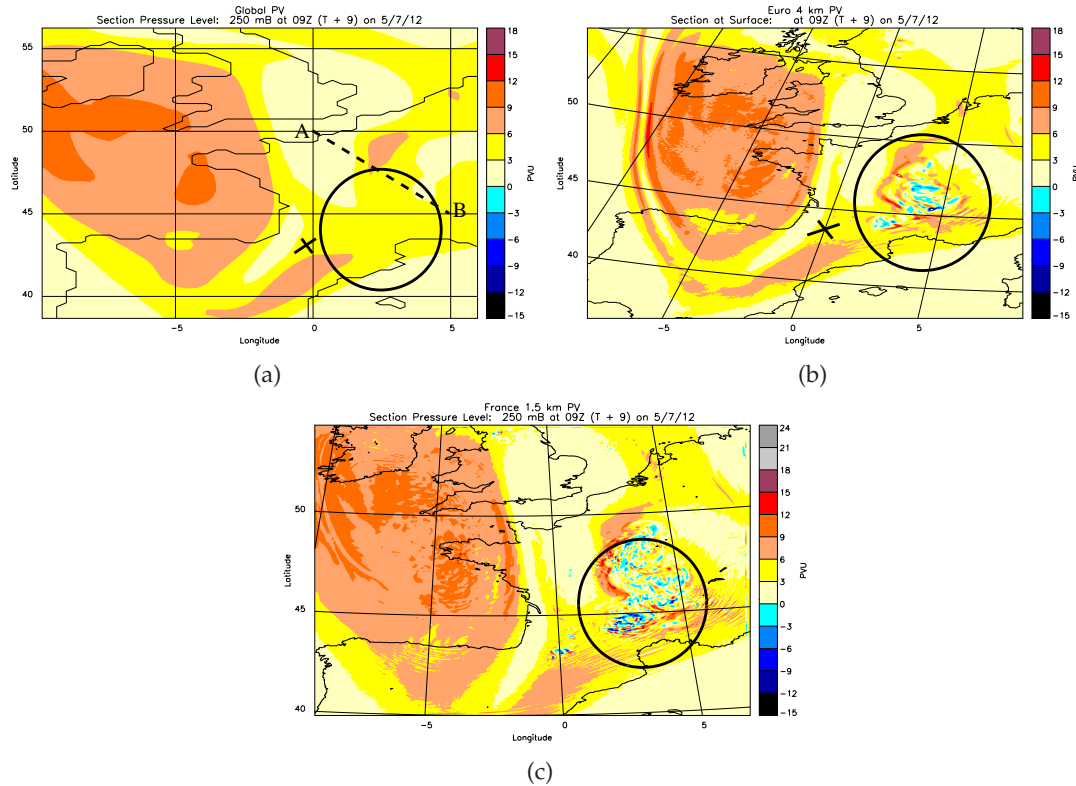 Global PV
Section Pressure Level: 250 mB at 09Z (T + 9) on 5/7/12
55
50
45
40
Latitude
-5
0
5
Longitude
A
B
18
15
12
9
6
3
0
-3
-6
-9
-12
-15
PVU
(a)
Euro 4 km PV
Section at Surface: at 09Z (T + 9) on 5/7/12
50
45
40
Latitude
-5
0
5
Longitude
18
15
12
9
6
3
0
-3
-6
-9
-12
-15
PVU
(b)
France 1.5 km PV
Section Pressure Level: 250 mB at 09Z (T + 9) on 5/7/12
50
45
40
Latitude
-5
0
5
Longitude
24
21
18
15
12
9
6
3
0
-3
-6
-9
-12
-15
PVU
(c)